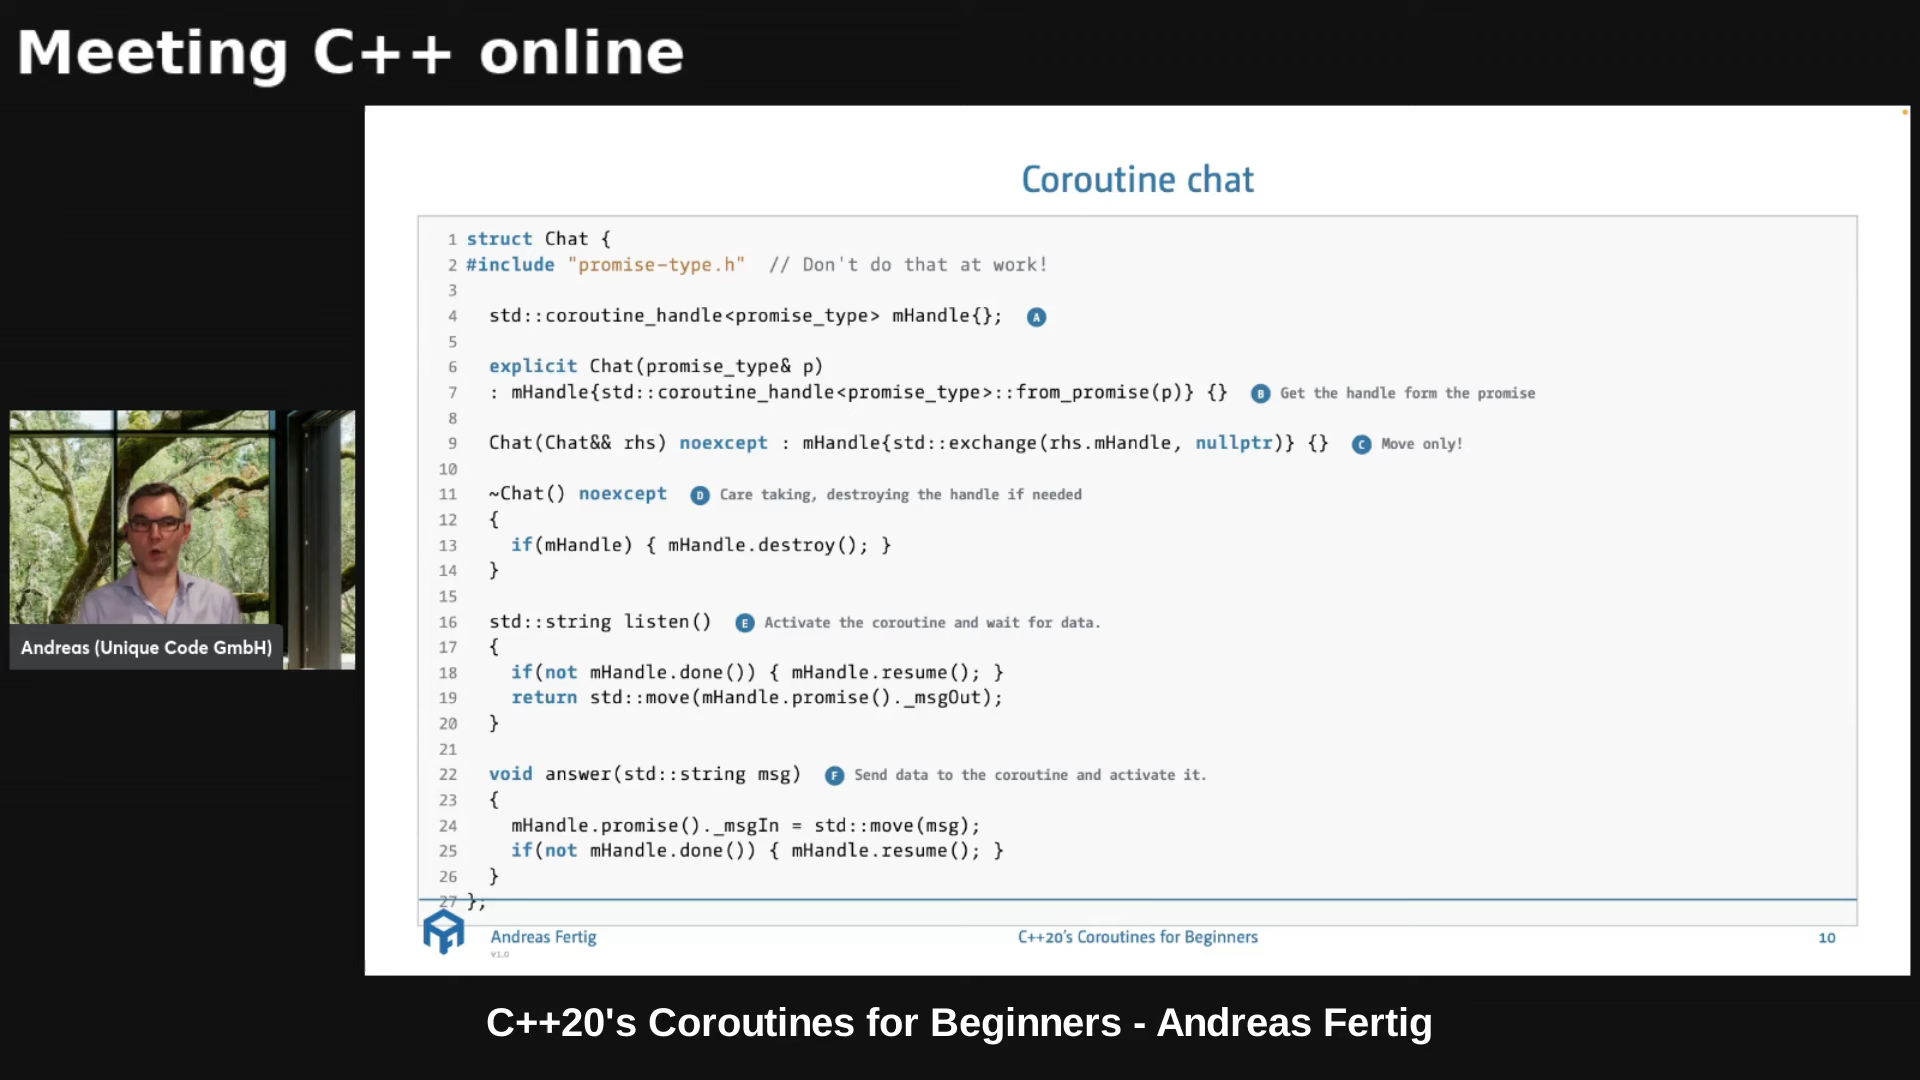 Meeting C++ online
Coroutine chat
1 struct Chat {
2 #include "promise-type.h"  // Don't do that at work!
3
4   std::coroutine_handle<promise_type> mHandle{};  A
5
6   explicit Chat(promise_type& p)
7   : mHandle{std::coroutine_handle<promise_type>::from_promise(p)} {}  B Get the handle form the promise
8
9   Chat(Chat&& rhs) noexcept : mHandle{std::exchange(rhs.mHandle, nullptr)} {}  C Move only!
10
11   ~Chat() noexcept  D Care taking, destroying the handle if needed
12   {
13     if(mHandle) { mHandle.destroy(); }
14   }
15
16   std::string listen()  E Activate the coroutine and wait for data.
17   {
18     if(not mHandle.done()) { mHandle.resume(); }
19     return std::move(mHandle.promise()._msgOut);
20   }
21
22   void answer(std::string msg)  F Send data to the coroutine and activate it.
23   {
24     mHandle.promise()._msgIn = std::move(msg);
25     if(not mHandle.done()) { mHandle.resume(); }
26   }
27 };
Andreas (Unique Code GmbH)
Andreas Fertig
v1.0
C++20's Coroutines for Beginners
10
C++20's Coroutines for Beginners - Andreas Fertig